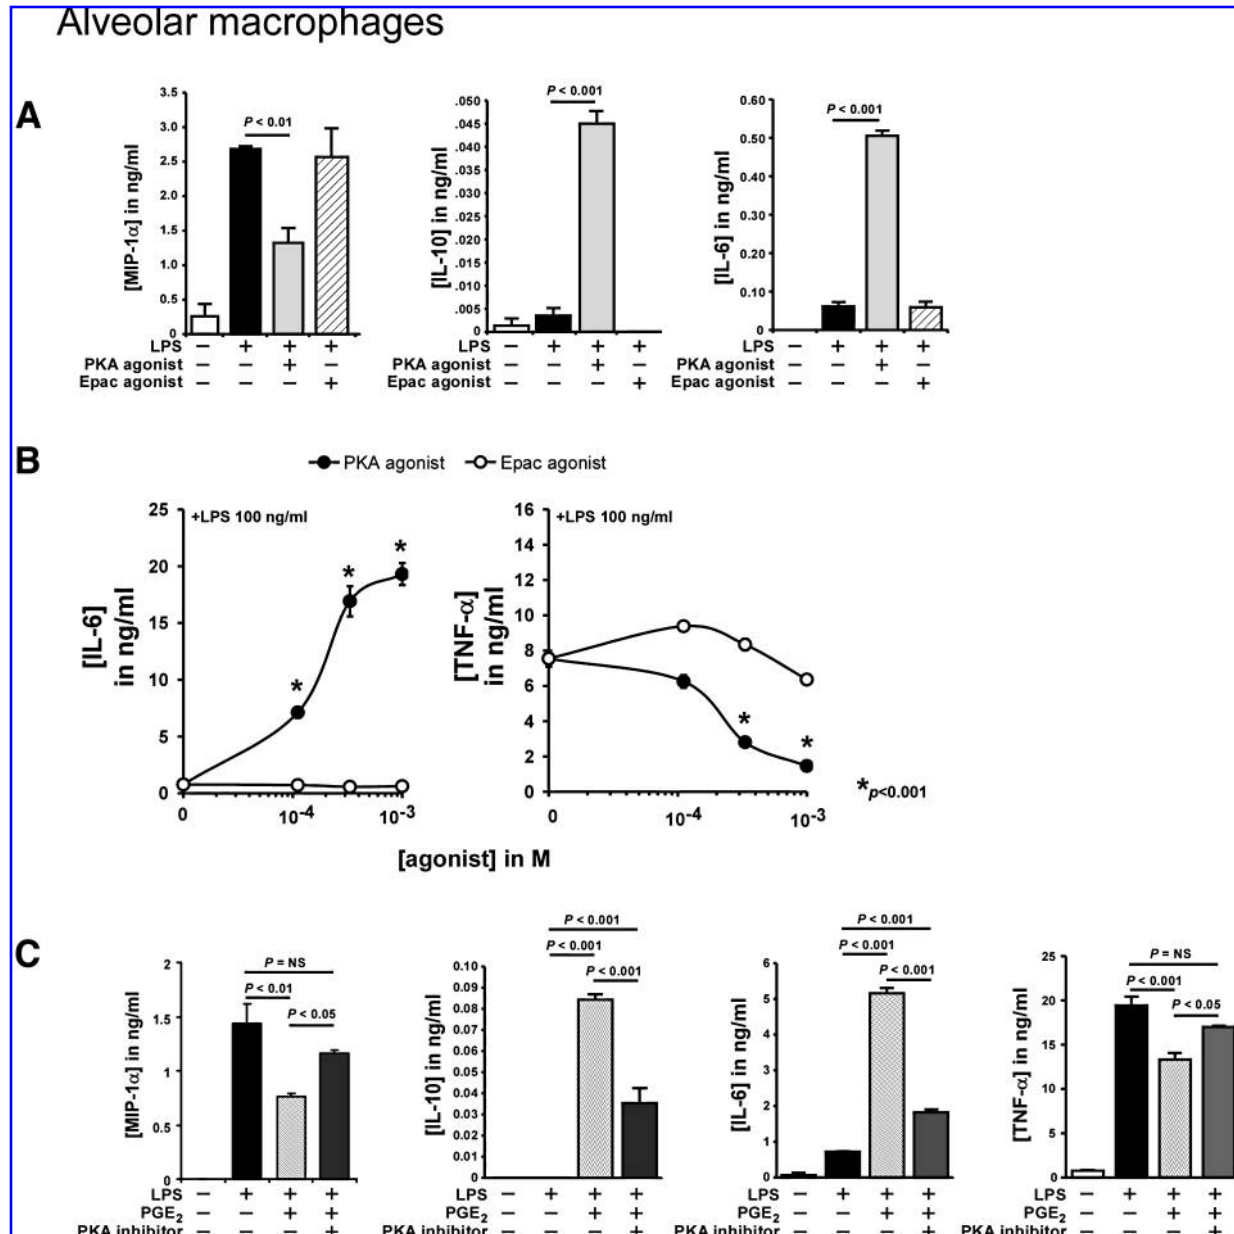 Alveolar macrophages
A
[MIP-1α] in ng/ml
3.5
3.0
2.5
2.0
1.5
1.0
0.5
0
P < 0.01
LPS – + + +
PKA agonist – – + –
Epac agonist – – – +
[IL-10] in ng/ml
.050
.045
.040
.035
.030
.025
.020
.015
.010
.005
0
P < 0.001
LPS – + + +
PKA agonist – – + –
Epac agonist – – – +
[IL-6] in ng/ml
0.60
0.50
0.40
0.30
0.20
0.10
0
P < 0.001
LPS – + + +
PKA agonist – – + –
Epac agonist – – – +
B
PKA agonist Epac agonist
[IL-6]
in ng/ml
25
20
15
10
5
0
+LPS 100 ng/ml
* * *
0 10-4 10-3
[TNF-α]
in ng/ml
16
14
12
10
8
6
4
2
0
+LPS 100 ng/ml
* *
0 10-4 10-3
*p<0.001
[agonist] in M
C
[MIP-1α] in ng/ml
2
1.5
1
0.5
0
P = NS
P < 0.01
P < 0.05
LPS – + + +
PGE2 – – + +
PKA inhibitor – – – +
[IL-10] in ng/ml
0.10
0.09
0.08
0.07
0.06
0.05
0.04
0.03
0.02
0.01
0
P < 0.001
P < 0.001
P < 0.001
LPS – + + +
PGE2 – – + +
PKA inhibitor – – – +
[IL-6] in ng/ml
6
5
4
3
2
1
0
P < 0.001
P < 0.001
P < 0.001
LPS – + + +
PGE2 – – + +
PKA inhibitor – – – +
[TNF-α] in ng/ml
25
20
15
10
5
0
P = NS
P < 0.001
P < 0.05
LPS – + + +
PGE2 – – + +
PKA inhibitor – – – +